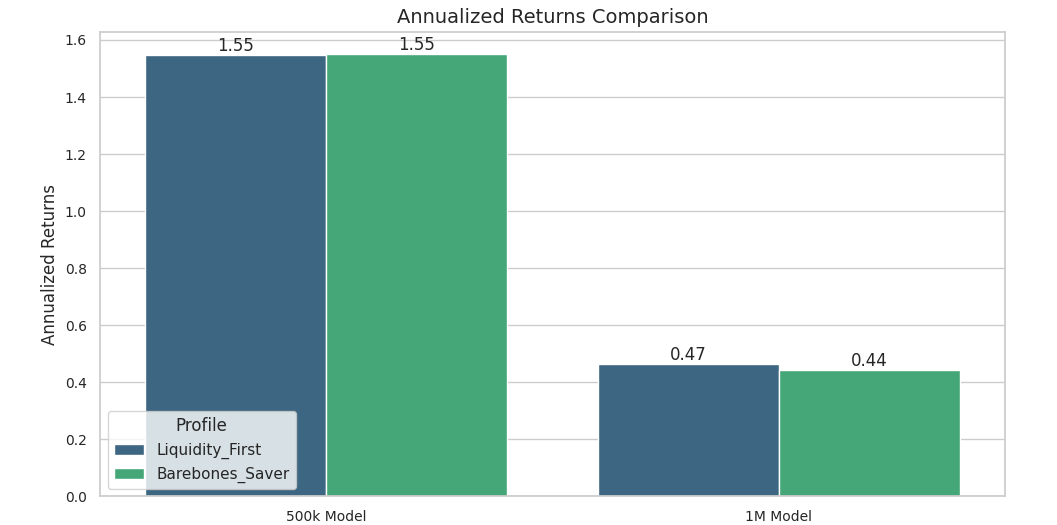 Annualized Returns Comparison
Annualized Returns
1.6
1.4
1.2
1.0
0.8
0.6
0.4
0.2
0.0
1.55
1.55
0.47
0.44
Profile
Liquidity_First
Barebones_Saver
500k Model
1M Model